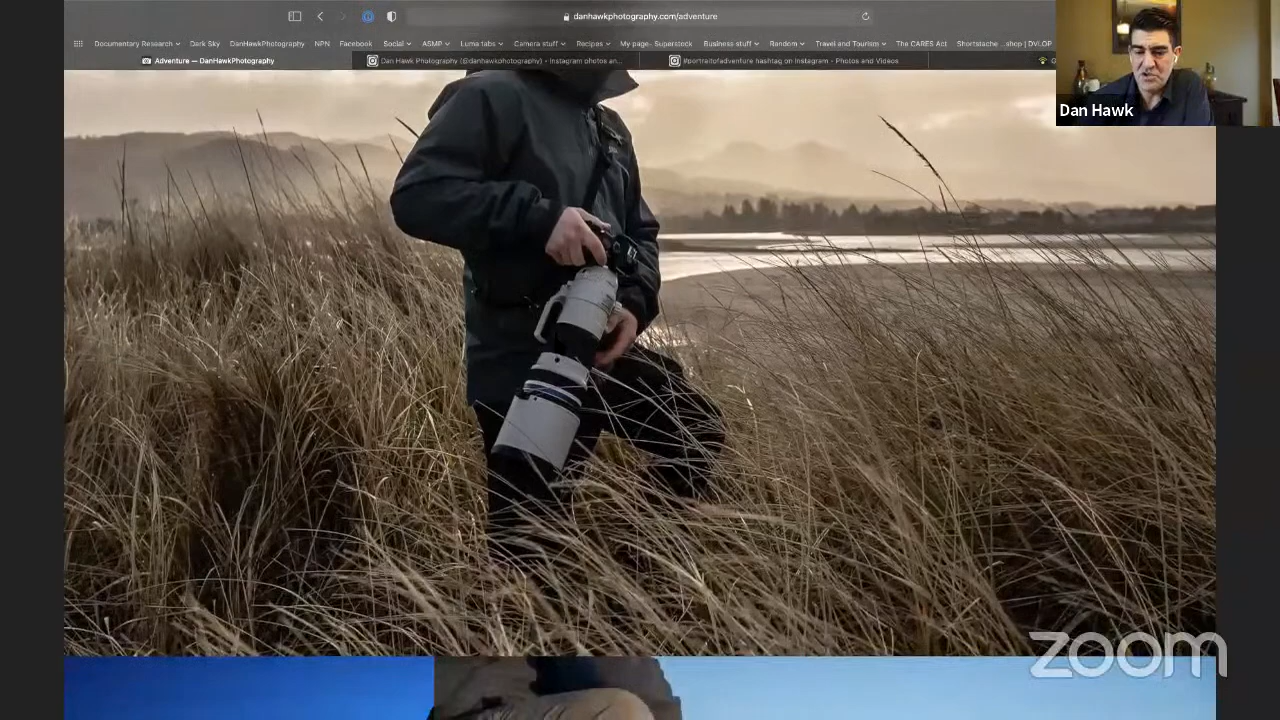 danhawkphotography.com/adventure
Documentary Research Dark Sky DanHawkPhotography NPN Facebook Social ASMP Luma tabs Camera stuff Recipes My page- Superstock Business stuff Random Travel and Tourism The CARES Act Shortstache ...shop | DVLOP
Adventure — DanHawkPhotography
Dan Hawk Photography (@danhawkphotography) • Instagram photos an...
#portraitofadventure hashtag on Instagram • Photos and Videos
G
Dan Hawk
zoom